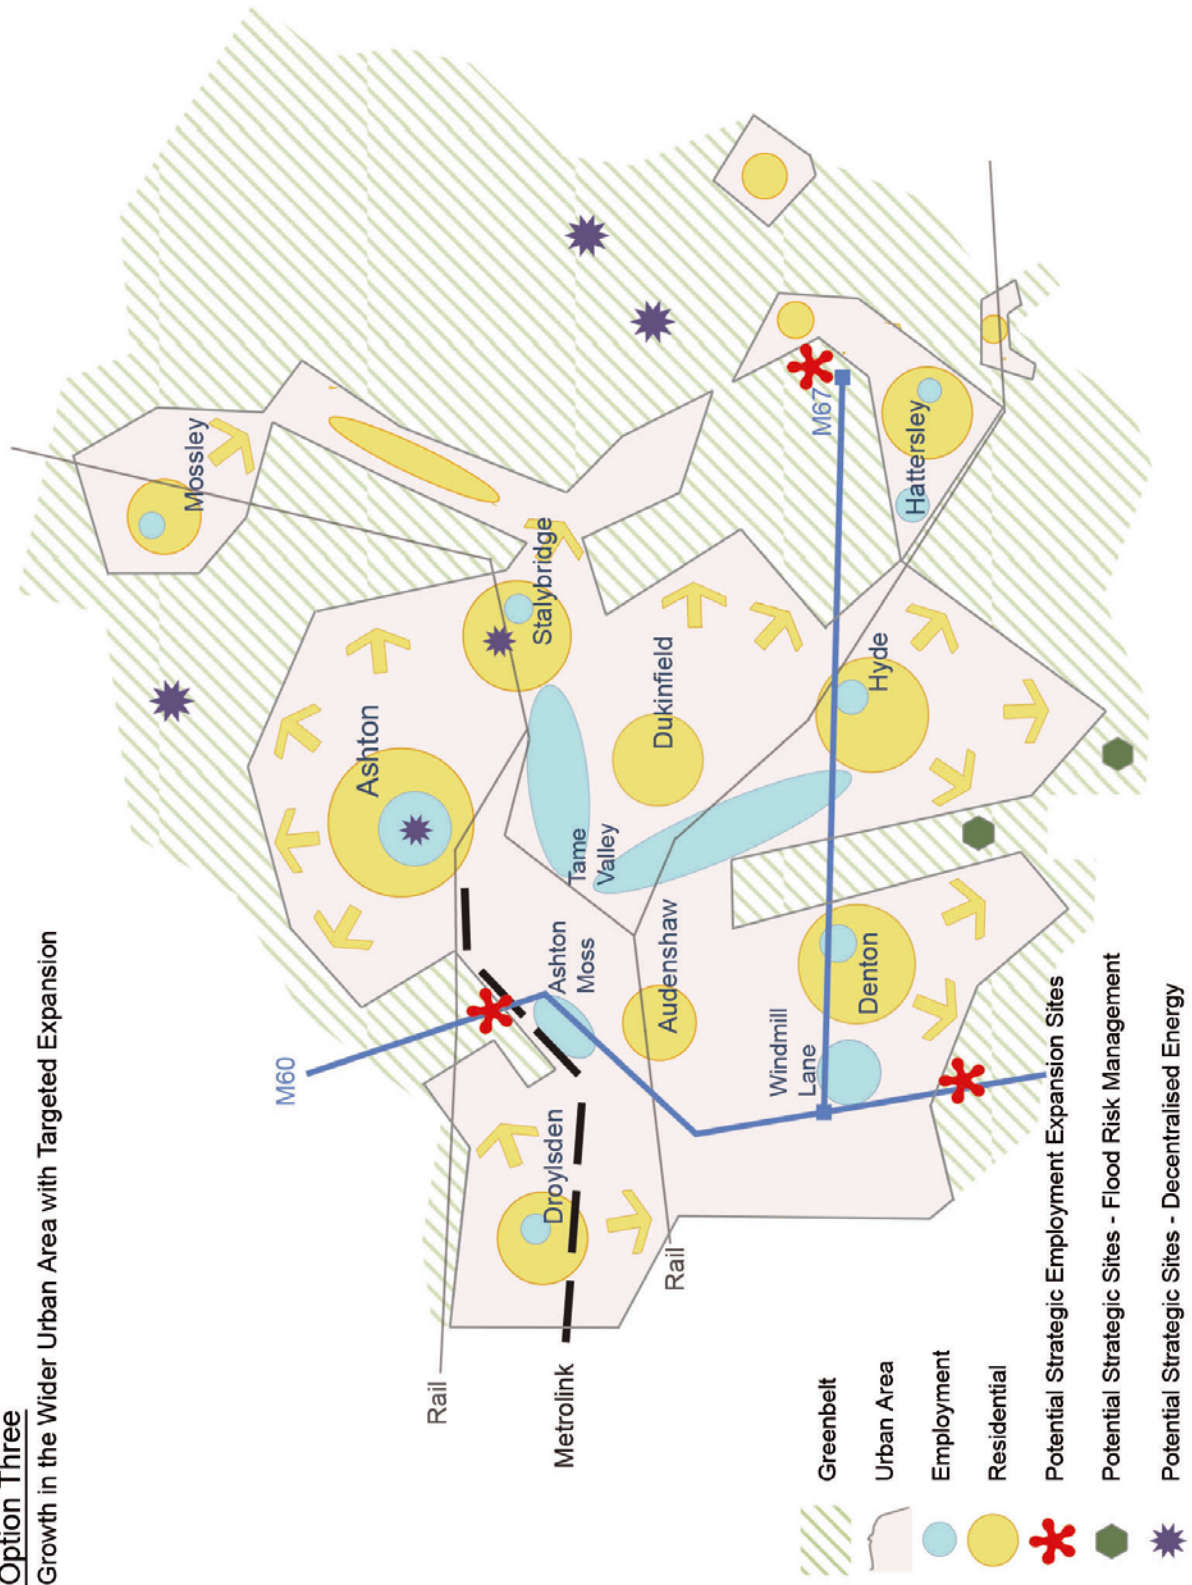 Option Three
Growth in the Wider Urban Area with Targeted Expansion
Mossley
M60
Ashton
Stalybridge
Rail
Droylsden
Ashton
Moss
Tame
Valley
Dukinfield
Metrolink
Rail
Audenshaw
Windmill
Lane
M67
Denton
Hyde
Hattersley
Greenbelt
Urban Area
Employment
Residential
Potential Strategic Employment Expansion Sites
Potential Strategic Sites - Flood Risk Management
Potential Strategic Sites - Decentralised Energy